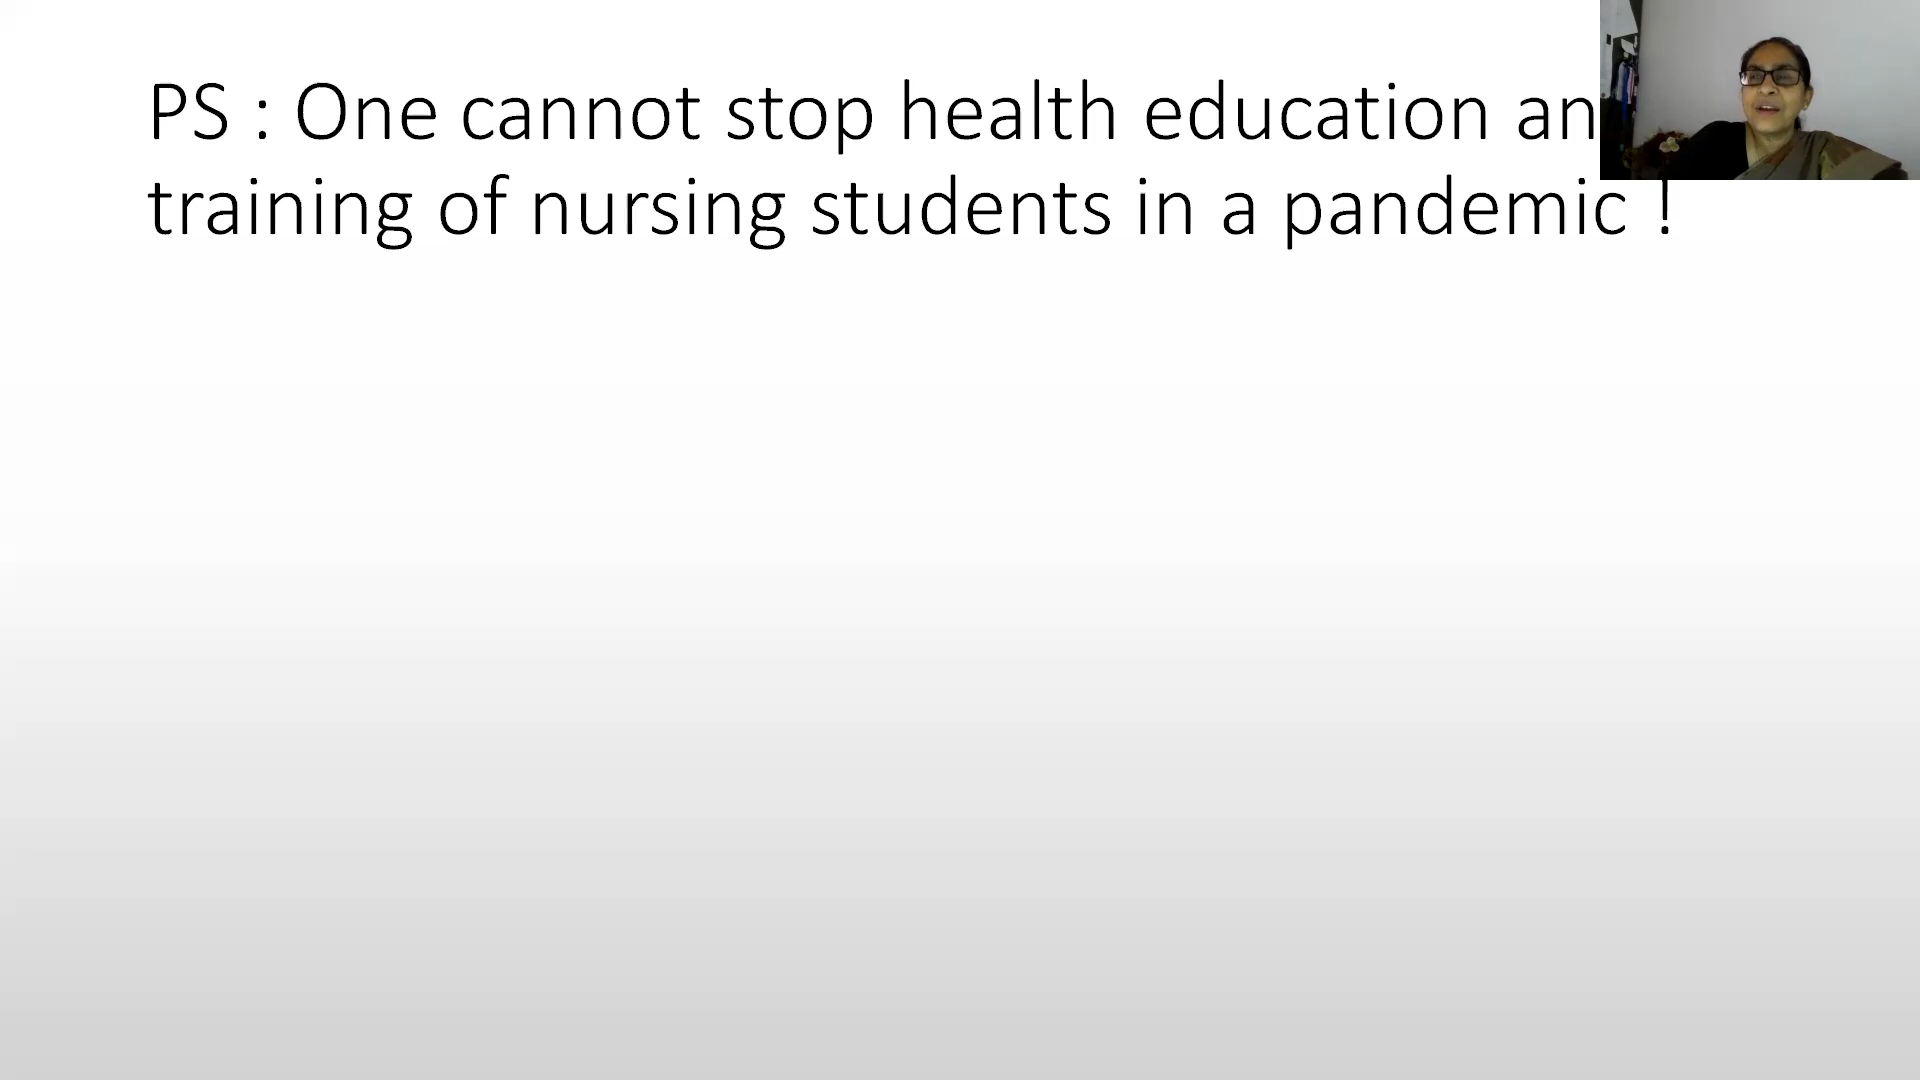 PS : One cannot stop health education an
training of nursing students in a pandemic !